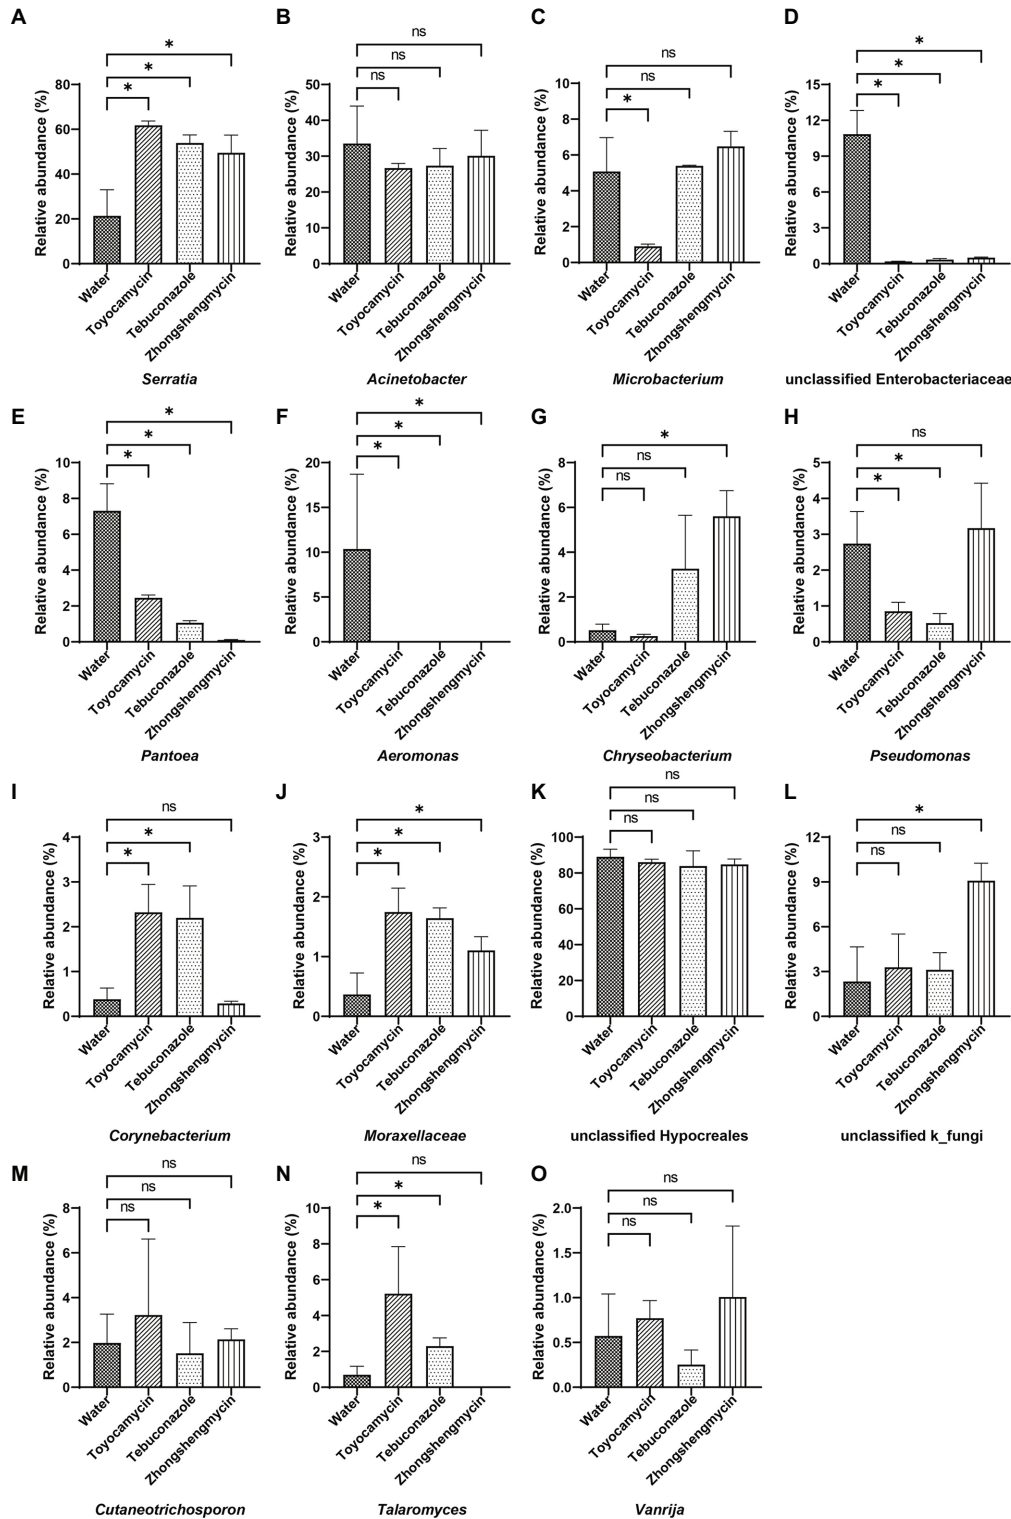 A
B
C
D
*
*
*
Relative abundance (%)
80
60
40
20
0
Water
Toyocamycin
Tebuconazole
Zhongshengmycin
Serratia
ns
ns
ns
Relative abundance (%)
50
40
30
20
10
0
Water
Toyocamycin
Tebuconazole
Zhongshengmycin
Acinetobacter
ns
ns
*
Relative abundance (%)
10
8
6
4
2
0
Water
Toyocamycin
Tebuconazole
Zhongshengmycin
Microbacterium
*
*
*
Relative abundance (%)
15
12
9
6
3
0
Water
Toyocamycin
Tebuconazole
Zhongshengmycin
unclassified Enterobacteriaceae
E
F
G
H
*
*
*
Relative abundance (%)
10
8
6
4
2
0
Water
Toyocamycin
Tebuconazole
Zhongshengmycin
Pantoea
*
*
*
Relative abundance (%)
20
15
10
5
0
Water
Toyocamycin
Tebuconazole
Zhongshengmycin
Aeromonas
*
ns
ns
Relative abundance (%)
8
6
4
2
0
Water
Toyocamycin
Tebuconazole
Zhongshengmycin
Chryseobacterium
ns
*
*
Relative abundance (%)
5
4
3
2
1
0
Water
Toyocamycin
Tebuconazole
Zhongshengmycin
Pseudomonas
I
J
K
L
ns
*
*
Relative abundance (%)
4
3
2
1
0
Water
Toyocamycin
Tebuconazole
Zhongshengmycin
Corynebacterium
*
*
*
Relative abundance (%)
3
2
1
0
Water
Toyocamycin
Tebuconazole
Zhongshengmycin
Moraxellaceae
ns
ns
ns
Relative abundance (%)
100
80
60
40
20
0
Water
Toyocamycin
Tebuconazole
Zhongshengmycin
unclassified Hypocreales
*
ns
ns
Relative abundance (%)
12
9
6
3
0
Water
Toyocamycin
Tebuconazole
Zhongshengmycin
unclassified k_fungi
M
N
O
ns
ns
ns
Relative abundance (%)
8
6
4
2
0
Water
Toyocamycin
Tebuconazole
Zhongshengmycin
Cutaneotrichosporon
ns
*
*
Relative abundance (%)
10
8
6
4
2
0
Water
Toyocamycin
Tebuconazole
Zhongshengmycin
Talaromyces
ns
ns
ns
Relative abundance (%)
2.0
1.5
1.0
0.5
0.0
Water
Toyocamycin
Tebuconazole
Zhongshengmycin
Vanrija